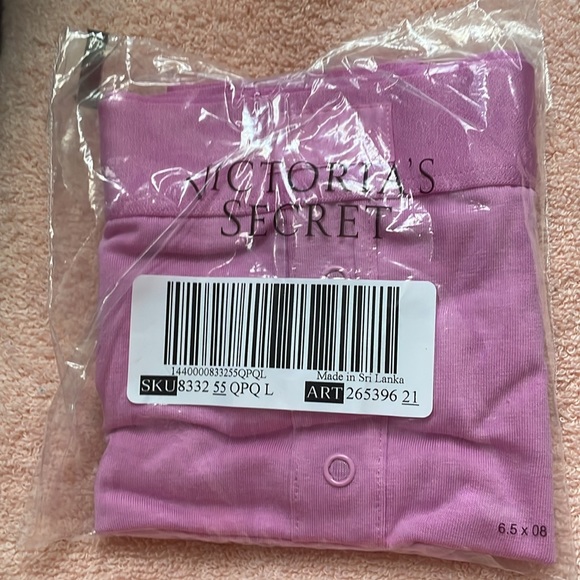 VICTORIA'S
SECRET
1440000833255QPQL Made in Sri Lanka
SKU 8332 55 QPQ L ART 265396 21
6.5 x 08